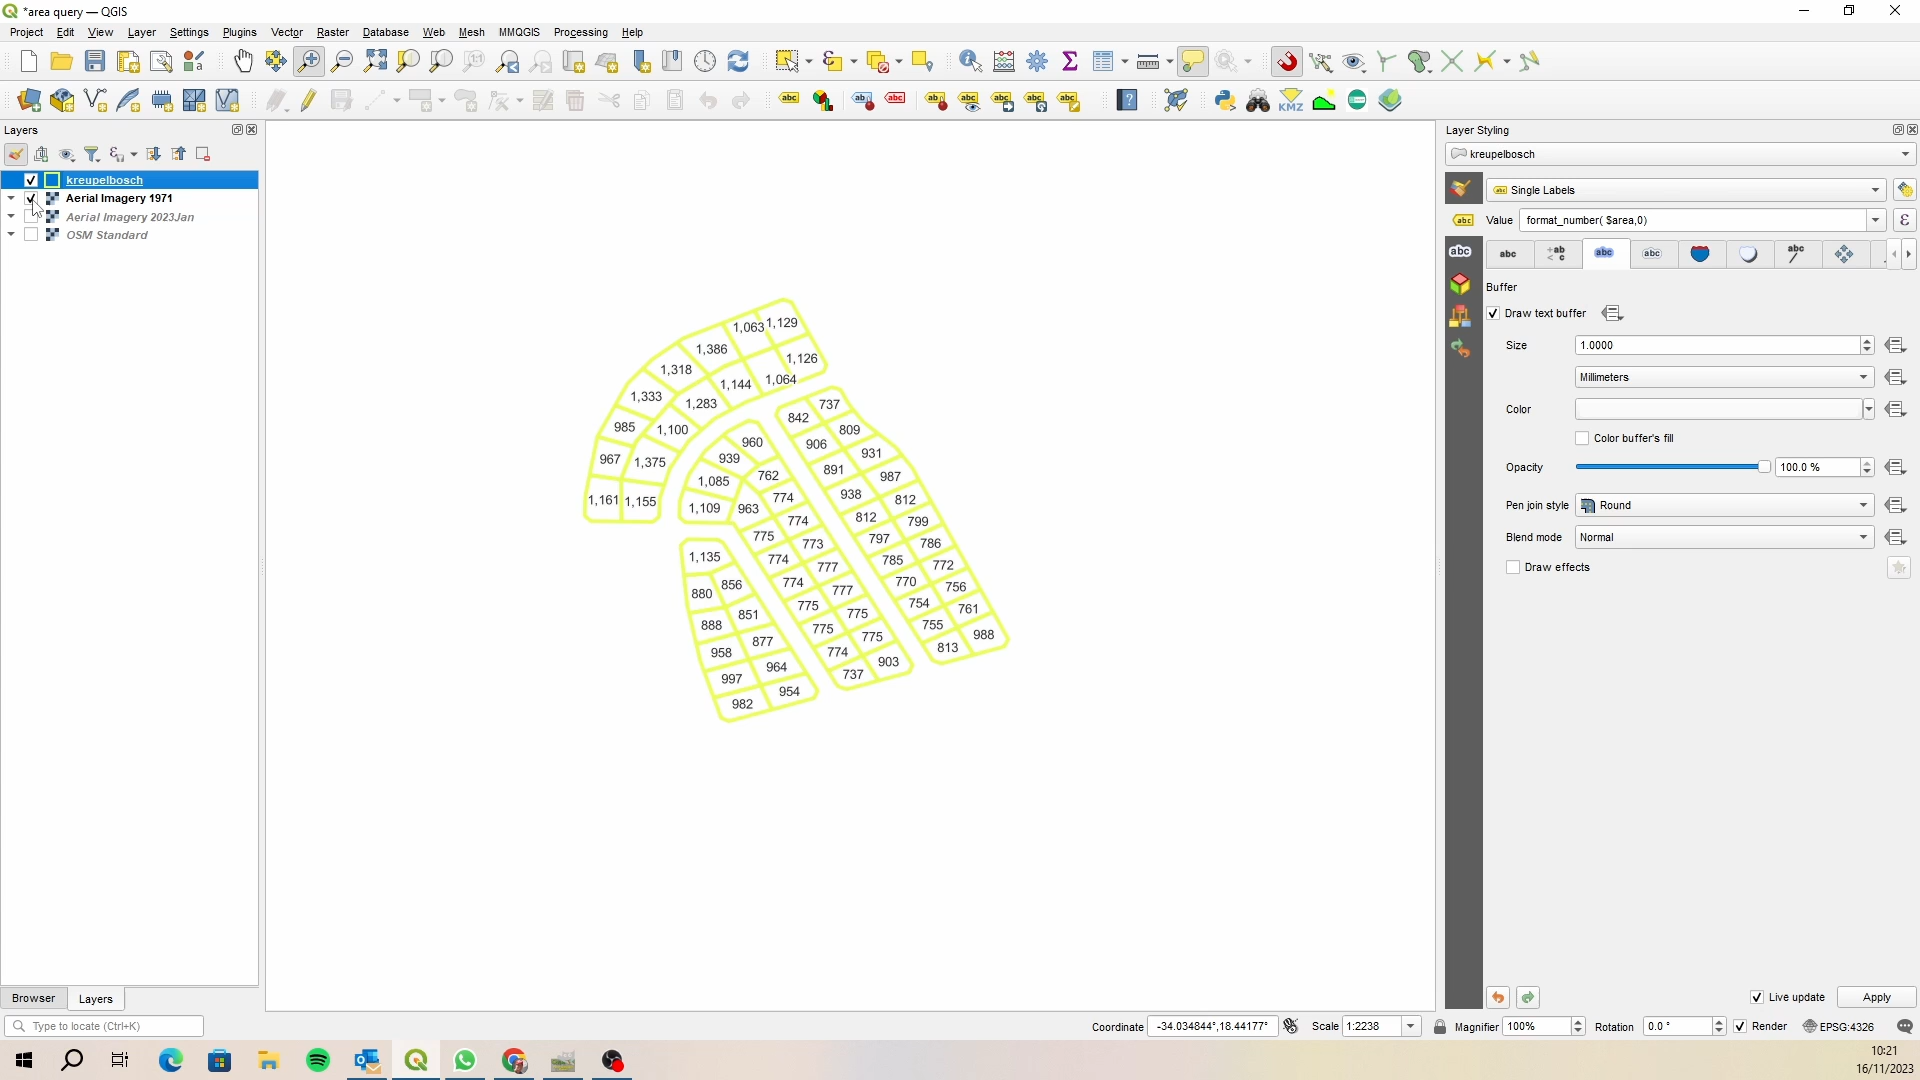 *area query — QGIS
Project Edit View Layer Settings Plugins Vector Raster Database Web Mesh MMQGIS Processing Help
Layers
kreupelbosch
Aerial Imagery 1971
Aerial Imagery 2023Jan
OSM Standard
1,063 1,129
1,386
1,126
1,318
1,064
1,144
1,333
1,283
737
842
985
1,100
809
960
906
931
939
967
1,375
891
987
762
1,085
938
774
812
1,161 1,155
1,109
963
812
774
799
775
797
773
786
1,135
774
785
777
772
856
774
770
777
756
880
775
754
761
851
775
775
755
888
775
988
877
774
813
958
903
964
737
997
954
982
Layer Styling
kreupelbosch
Single Labels
Value format_number( $area,0)
Buffer
Draw text buffer
Size 1.0000
Millimeters
Color
Color buffer's fill
Opacity 100.0 %
Pen join style Round
Blend mode Normal
Draw effects
Live update Apply
Browser Layers
Type to locate (Ctrl+K)
Coordinate -34.034844°,18.44177° Scale 1:2238 Magnifier 100% Rotation 0.0 ° Render EPSG:4326
10:21
16/11/2023